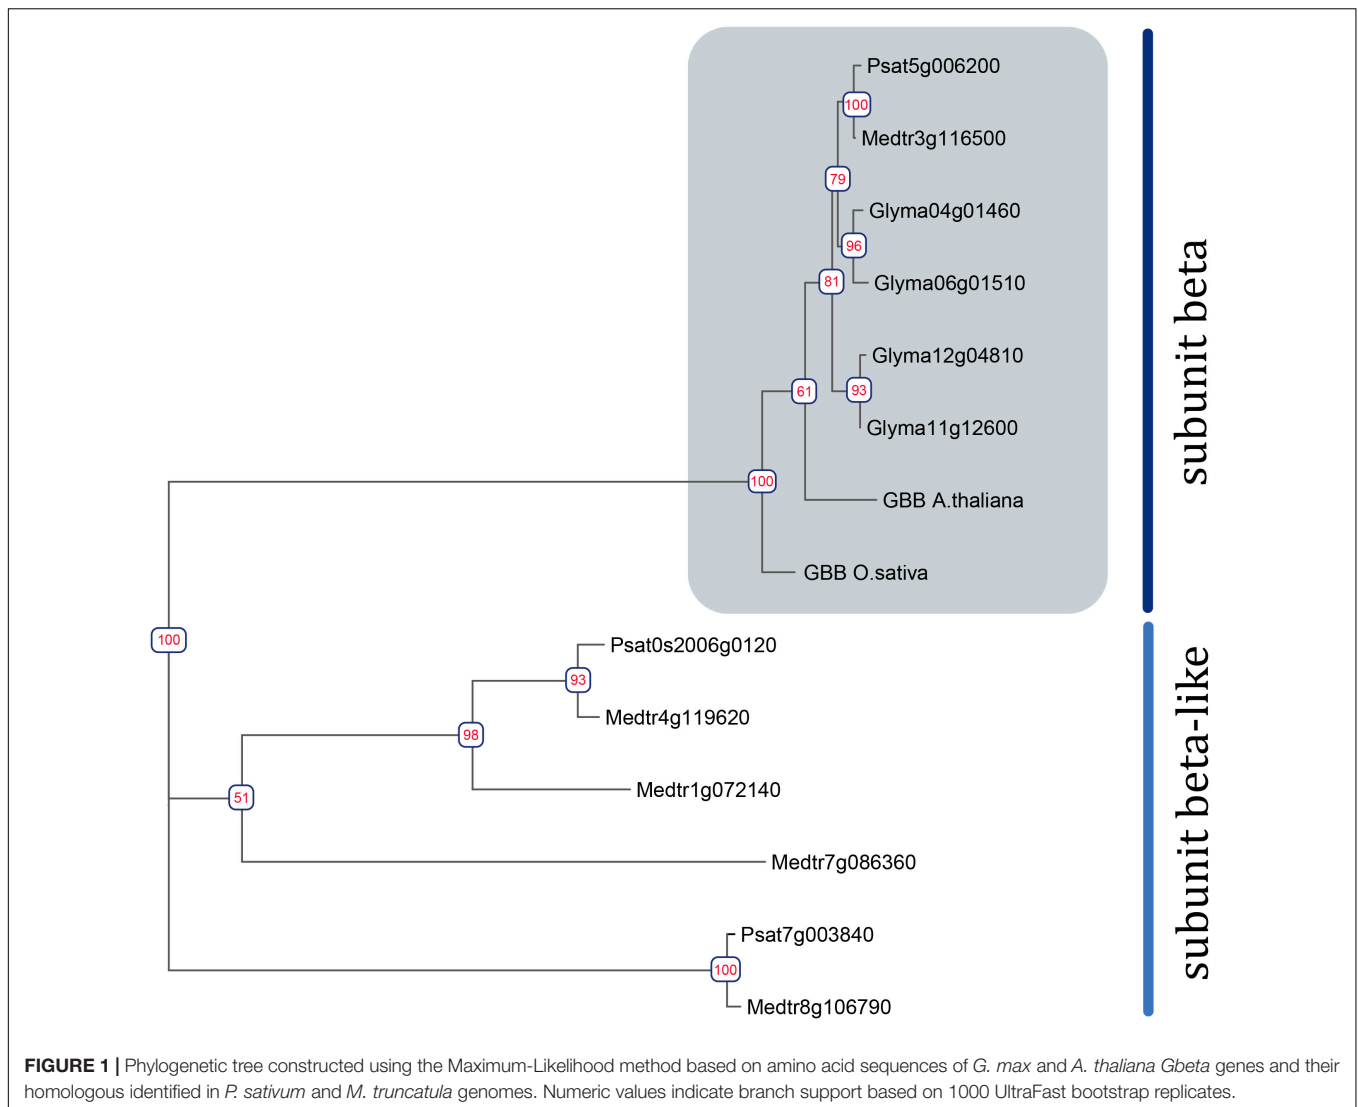 Psat5g006200
100
Medtr3g116500
79
Glyma04g01460
96
Glyma06g01510
81
Glyma12g04810
93
61
Glyma11g12600
100
GBB A.thaliana
GBB O.sativa
subunit beta
100
Psat0s2006g0120
93
Medtr4g119620
98
Medtr1g072140
51
Medtr7g086360
Psat7g003840
100
Medtr8g106790
subunit beta-like
FIGURE 1 | Phylogenetic tree constructed using the Maximum-Likelihood method based on amino acid sequences of G. max and A. thaliana Gbeta genes and their
homologous identified in P. sativum and M. truncatula genomes. Numeric values indicate branch support based on 1000 UltraFast bootstrap replicates.